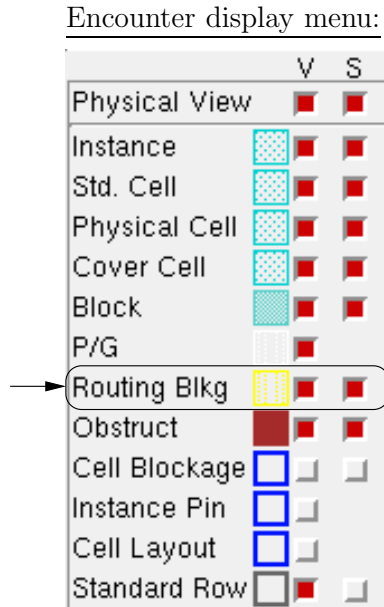 Encounter display menu:
V S
Physical View
Instance
Std. Cell
Physical Cell
Cover Cell
Block
P/G
Routing Blkg
Obstruct
Cell Blockage
Instance Pin
Cell Layout
Standard Row